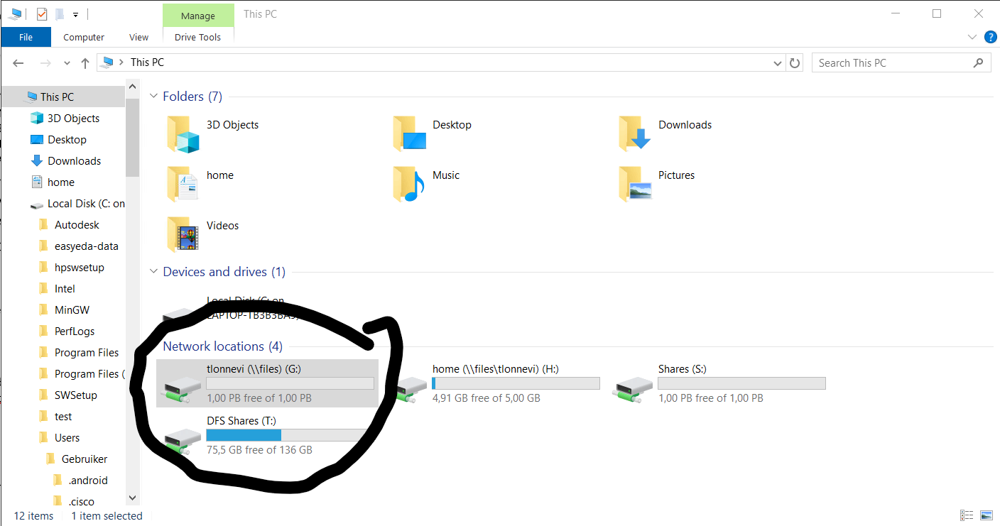 Manage
This PC
File
Computer
View
Drive Tools
This PC
Search This PC
This PC
3D Objects
Desktop
Downloads
home
Local Disk (C: on
Autodesk
easyeda-data
hpswsetup
Intel
MinGW
PerfLogs
Program Files
Program Files (
SWSetup
test
Users
Gebruiker
.android
.cisco
Folders (7)
3D Objects
Desktop
Downloads
home
Music
Pictures
Videos
Devices and drives (1)
Local Disk (C: on
Network locations (4)
tlonnevi (\\files) (G:)
1,00 PB free of 1,00 PB
home (\\files\tlonnevi) (H:)
4,91 GB free of 5,00 GB
Shares (S:)
1,00 PB free of 1,00 PB
DFS Shares (T:)
75,5 GB free of 136 GB
12 items
1 item selected